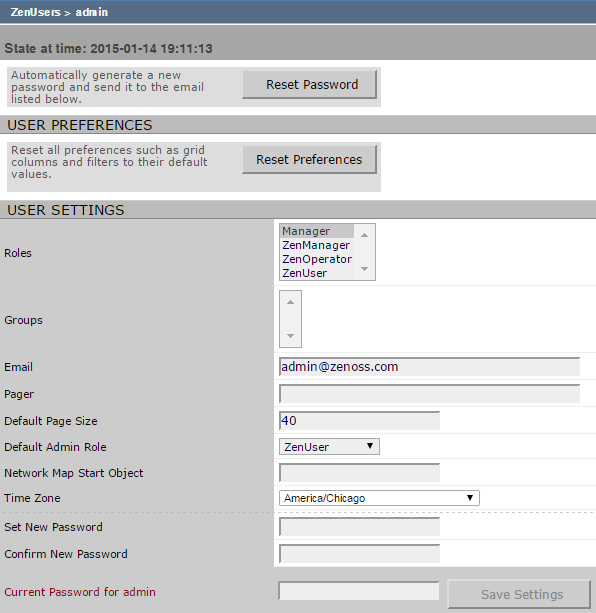 ZenUsers > admin
State at time: 2015-01-14 19:11:13
Automatically generate a new
password and send it to the email
listed below.
Reset Password
USER PREFERENCES
Reset all preferences such as grid
columns and filters to their default
values.
Reset Preferences
USER SETTINGS
Roles
Manager
ZenManager
ZenOperator
ZenUser
Groups
Email
admin@zenoss.com
Pager
Default Page Size
40
Default Admin Role
ZenUser
Network Map Start Object
Time Zone
America/Chicago
Set New Password
Confirm New Password
Current Password for admin
Save Settings